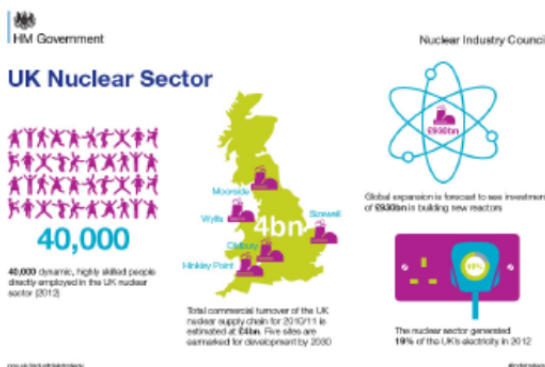 HM Government
Nuclear Industry Council
UK Nuclear Sector
40,000
40,000 dynamic, highly skilled people
directly employed in the UK nuclear
sector (2012)
Moorside
Wylfa
4bn
Sizewell
Oldbury
Hinkley Point
Total commercial turnover of the UK
nuclear supply chain for 2010/11 is
estimated at £4bn. Five sites are
earmarked for development by 2030
£930bn
Global expansion is forecast to see investment
of £930bn in building new reactors
19%
The nuclear sector generated
19% of the UK's electricity in 2012